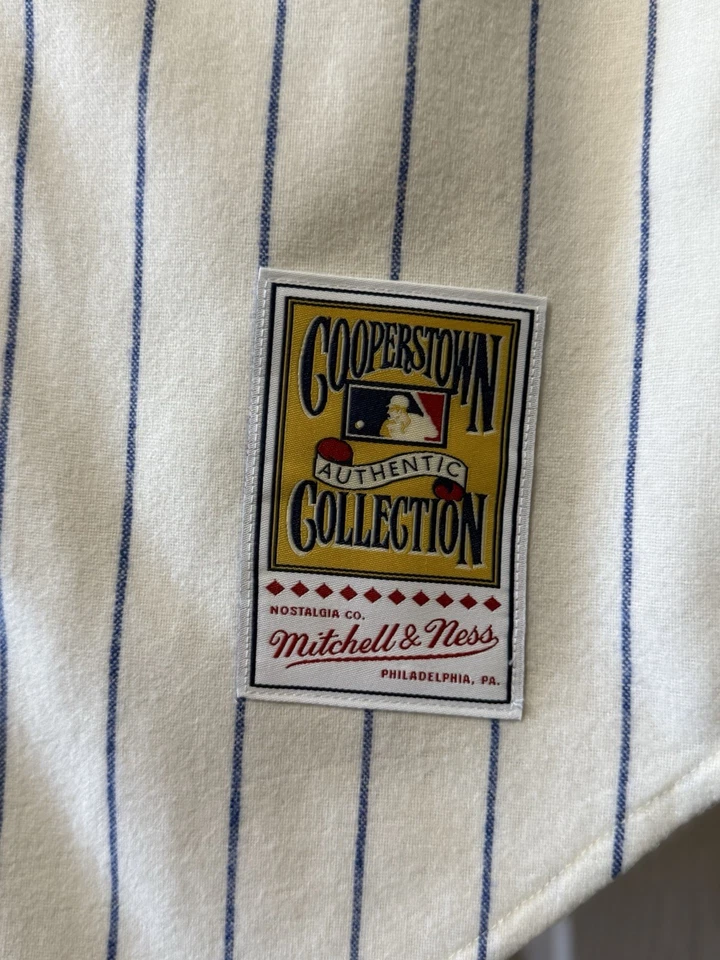 COOPERSTOWN
AUTHENTIC
COLLECTION
NOSTALGIA CO.
Mitchell & Ness
PHILADELPHIA, PA.